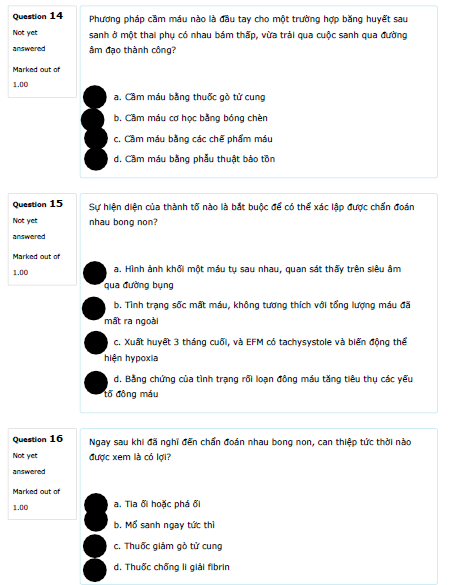 Question 14
Not yet
answered
Marked out of
1.00
Phương pháp cầm máu nào là đầu tay cho một trường hợp băng huyết sau
sanh ở một thai phụ có nhau bám thấp, vừa trải qua cuộc sanh qua đường
âm đạo thành công?
a. Cầm máu bằng thuốc gò tử cung
b. Cầm máu cơ học bằng bóng chèn
c. Cầm máu bằng các chế phẩm máu
d. Cầm máu bằng phẫu thuật bảo tồn
Question 15
Not yet
answered
Marked out of
1.00
Sự hiện diện của thành tố nào là bắt buộc để có thể xác lập được chẩn đoán
nhau bong non?
a. Hình ảnh khối một máu tụ sau nhau, quan sát thấy trên siêu âm
qua đường bụng
b. Tình trạng sốc mất máu, không tương thích với tổng lượng máu đã
mất ra ngoài
c. Xuất huyết 3 tháng cuối, và EFM có tachysystole và biến động thể
hiện hypoxia
d. Bằng chứng của tình trạng rối loạn đông máu tăng tiêu thụ các yếu
tố đông máu
Question 16
Not yet
answered
Marked out of
1.00
Ngay sau khi đã nghĩ đến chẩn đoán nhau bong non, can thiệp tức thời nào
được xem là có lợi?
a. Tia ối hoặc phá ối
b. Mổ sanh ngay tức thì
c. Thuốc giảm gò tử cung
d. Thuốc chống li giải fibrin